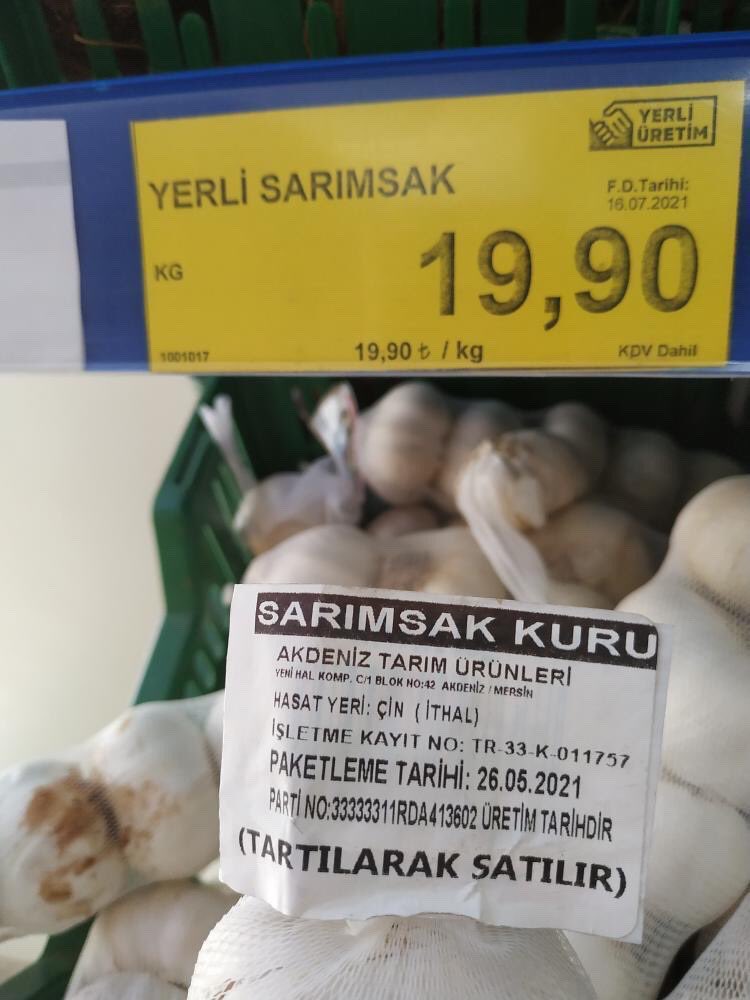 YERLİ
ÜRETİM
YERLİ SARIMSAK
F.D.Tarihi:
16.07.2021
KG
19,90
1001017
19,90 ₺ / kg
KDV Dahil
SARIMSAK KURU
AKDENİZ TARIM ÜRÜNLERİ
YENİ HAL KOMP. C/1 BLOK NO:42 AKDENİZ / MERSİN
HASAT YERİ: ÇİN ( İTHAL)
İŞLETME KAYIT NO: TR-33-K-011757
PAKETLEME TARİHİ: 26.05.2021
PARTİ NO:33333311RDA413602 ÜRETİM TARİHDİR
(TARTILARAK SATILIR)